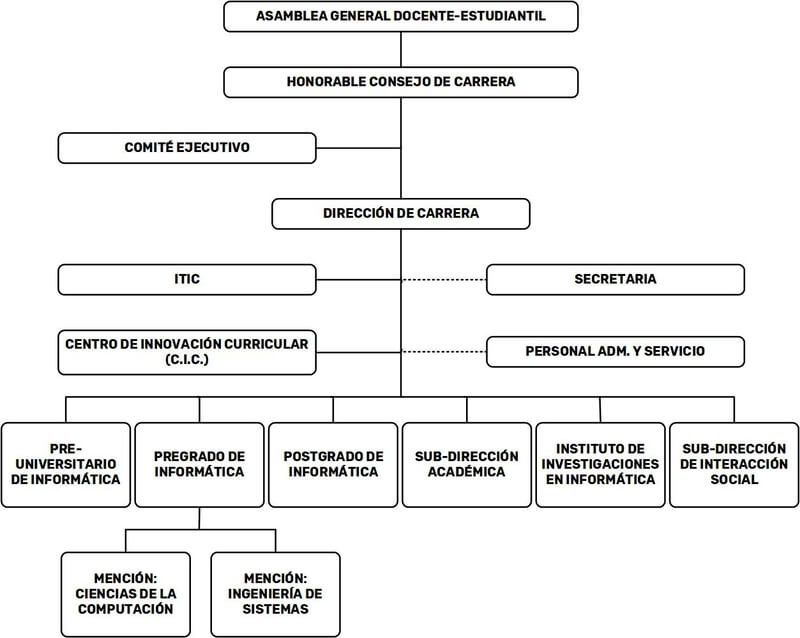 ASAMBLEA GENERAL DOCENTE-ESTUDIANTIL
HONORABLE CONSEJO DE CARRERA
COMITÉ EJECUTIVO
DIRECCIÓN DE CARRERA
ITIC
SECRETARIA
CENTRO DE INNOVACIÓN CURRICULAR
(C.I.C.)
PERSONAL ADM. Y SERVICIO
PRE-
UNIVERSITARIO
DE INFORMÁTICA
PREGRADO DE
INFORMÁTICA
POSTGRADO DE
INFORMÁTICA
SUB-DIRECCIÓN
ACADÉMICA
INSTITUTO DE
INVESTIGACIONES
EN INFORMÁTICA
SUB-DIRECCIÓN
DE INTERACCIÓN
SOCIAL
MENCIÓN:
CIENCIAS DE LA
COMPUTACIÓN
MENCIÓN:
INGENIERÍA DE
SISTEMAS